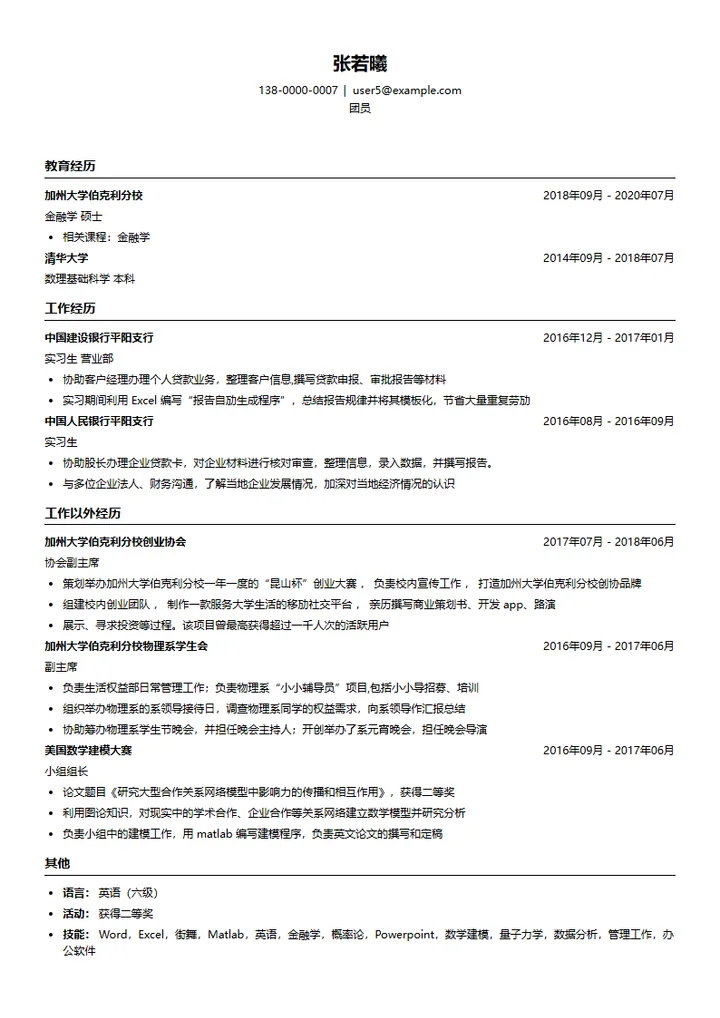 张若曦
138-0000-0007 | user5@example.com
团员
教育经历
加州大学伯克利分校 2018年09月 - 2020年07月
金融学 硕士
• 相关课程：金融学
清华大学 2014年09月 - 2018年07月
数理基础科学 本科
工作经历
中国建设银行平阳支行 2016年12月 - 2017年01月
实习生 营业部
• 协助客户经理办理个人贷款业务，整理客户信息,撰写贷款申报、审批报告等材料
• 实习期间利用 Excel 编写“报告自动生成程序”，总结报告规律并将其模板化，节省大量重复劳动
中国人民银行平阳支行 2016年08月 - 2016年09月
实习生
• 协助股长办理企业贷款卡，对企业材料进行核对审查，整理信息，录入数据，并撰写报告。
• 与多位企业法人、财务沟通，了解当地企业发展情况，加深对当地经济情况的认识
工作以外经历
加州大学伯克利分校创业协会 2017年07月 - 2018年06月
协会副主席
• 策划举办加州大学伯克利分校一年一度的“昆山杯”创业大赛 ， 负责校内宣传工作 ， 打造加州大学伯克利分校创协品牌
• 组建校内创业团队 ， 制作一款服务大学生活的移动社交平台 ， 亲历撰写商业策划书、开发 app、路演
• 展示、寻求投资等过程。该项目曾最高获得超过一千人次的活跃用户
加州大学伯克利分校物理系学生会 2016年09月 - 2017年06月
副主席
• 负责生活权益部日常管理工作；负责物理系“小小辅导员”项目,包括小小导招募、培训
• 组织举办物理系的系领导接待日，调查物理系同学的权益需求，向系领导作汇报总结
• 协助筹办物理系学生节晚会，并担任晚会主持人；开创举办了系元宵晚会，担任晚会导演
美国数学建模大赛 2016年09月 - 2017年06月
小组组长
• 论文题目《研究大型合作关系网络模型中影响力的传播和相互作用》，获得二等奖
• 利用图论知识，对现实中的学术合作、企业合作等关系网络建立数学模型并研究分析
• 负责小组中的建模工作，用 matlab 编写建模程序，负责英文论文的撰写和定稿
其他
• 语言： 英语（六级）
• 活动： 获得二等奖
• 技能： Word，Excel，街舞，Matlab，英语，金融学，概率论，Powerpoint，数学建模，量子力学，数据分析，管理工作，办
公软件